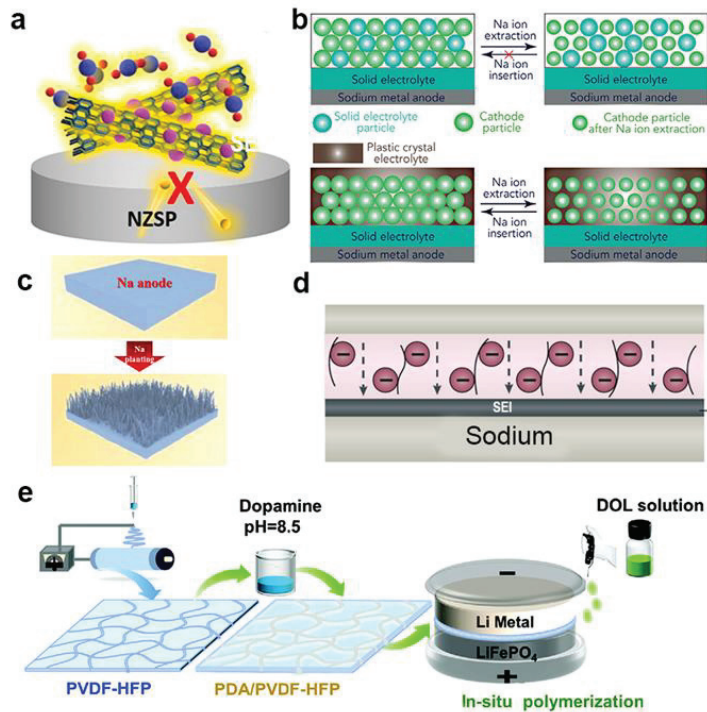 a
NZSP
b
Na ion
extraction
Na ion
insertion
Solid electrolyte
Sodium metal anode
Solid electrolyte
Sodium metal anode
Solid electrolyte
particle
Cathode
particle
Cathode particle
after Na ion extraction
Plastic crystal
electrolyte
Na ion
extraction
Na ion
insertion
Solid electrolyte
Sodium metal anode
Solid electrolyte
Sodium metal anode
c
Na anode
Na
planting
d
SEI
Sodium
e
Dopamine
pH=8.5
DOL solution
Li Metal
LiFePO4
PVDF-HFP
PDA/PVDF-HFP
In-situ polymerization